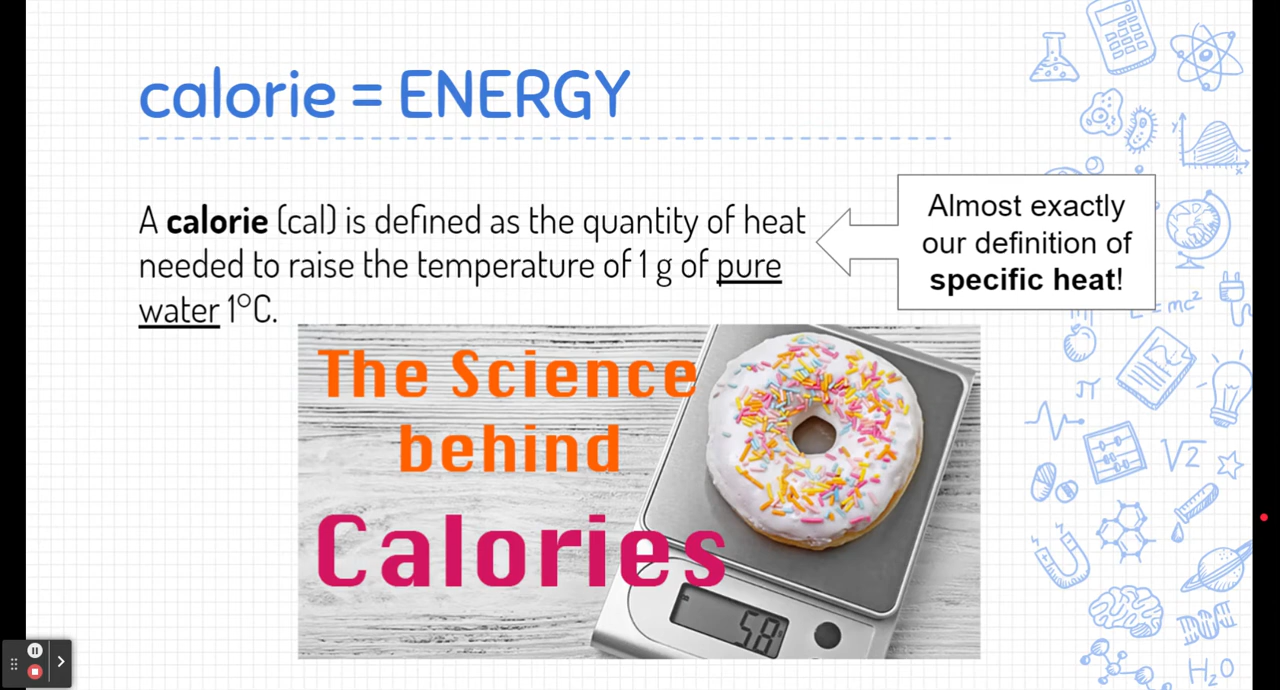 calorie = ENERGY
A calorie (cal) is defined as the quantity of heat
needed to raise the temperature of 1 g of pure
water 1°C.
Almost exactly
our definition of
specific heat!
The Science
behind
Calories
58
mc²
π
√2
H₂O
y
x